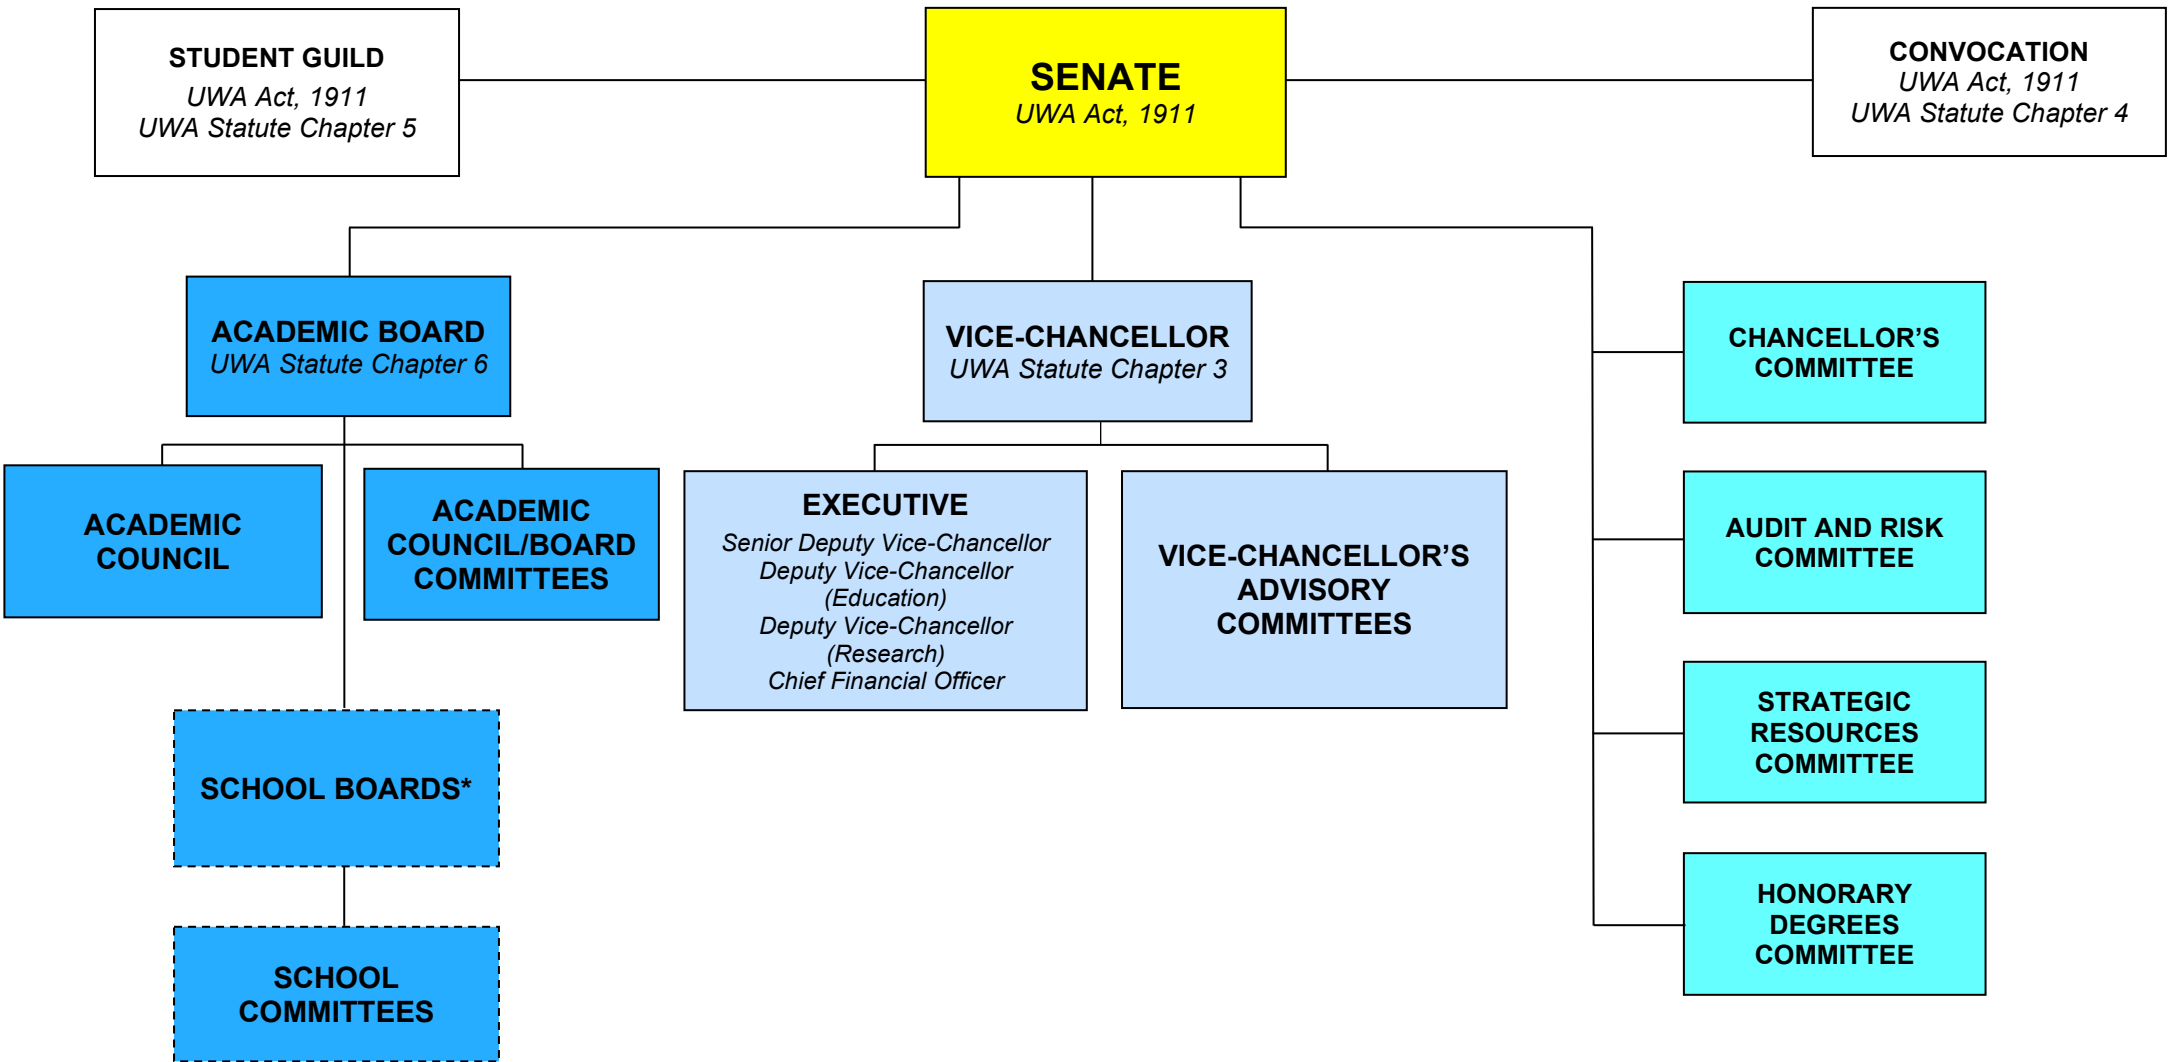 STUDENT GUILD
UWA Act, 1911
UWA Statute Chapter 5
SENATE
UWA Act, 1911
CONVOCATION
UWA Act, 1911
UWA Statute Chapter 4
ACADEMIC BOARD
UWA Statute Chapter 6
VICE-CHANCELLOR
UWA Statute Chapter 3
CHANCELLOR’S
COMMITTEE
ACADEMIC
COUNCIL
ACADEMIC
COUNCIL/BOARD
COMMITTEES
EXECUTIVE
Senior Deputy Vice-Chancellor
Deputy Vice-Chancellor
(Education)
Deputy Vice-Chancellor
(Research)
Chief Financial Officer
VICE-CHANCELLOR’S
ADVISORY
COMMITTEES
AUDIT AND RISK
COMMITTEE
SCHOOL BOARDS*
STRATEGIC
RESOURCES
COMMITTEE
SCHOOL
COMMITTEES
HONORARY
DEGREES
COMMITTEE